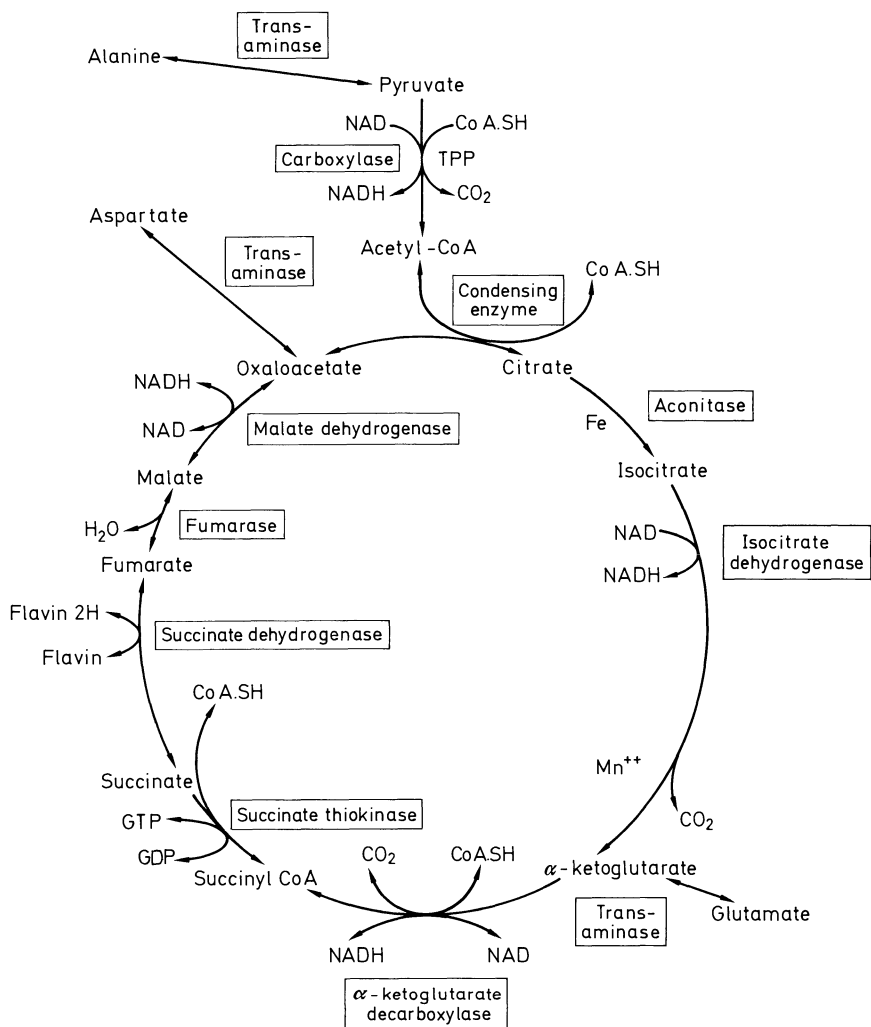 Trans-
aminase
Alanine
Pyruvate
NAD
CoA.SH
Carboxylase
TPP
NADH
CO₂
Aspartate
Trans-
aminase
Acetyl-CoA
Condensing
enzyme
CoA.SH
Oxaloacetate
Citrate
NADH
NAD
Malate dehydrogenase
Aconitase
Fe
Malate
Isocitrate
H₂O
Fumarase
NAD
NADH
Isocitrate
dehydrogenase
Fumarate
Flavin 2H
Flavin
Succinate dehydrogenase
CoA.SH
Succinate
Mn⁺⁺
GTP
GDP
Succinate thiokinase
CO₂
Succinyl CoA
CO₂
CoA.SH
α-ketoglutarate
Trans-
aminase
Glutamate
NADH
NAD
α-ketoglutarate
decarboxylase